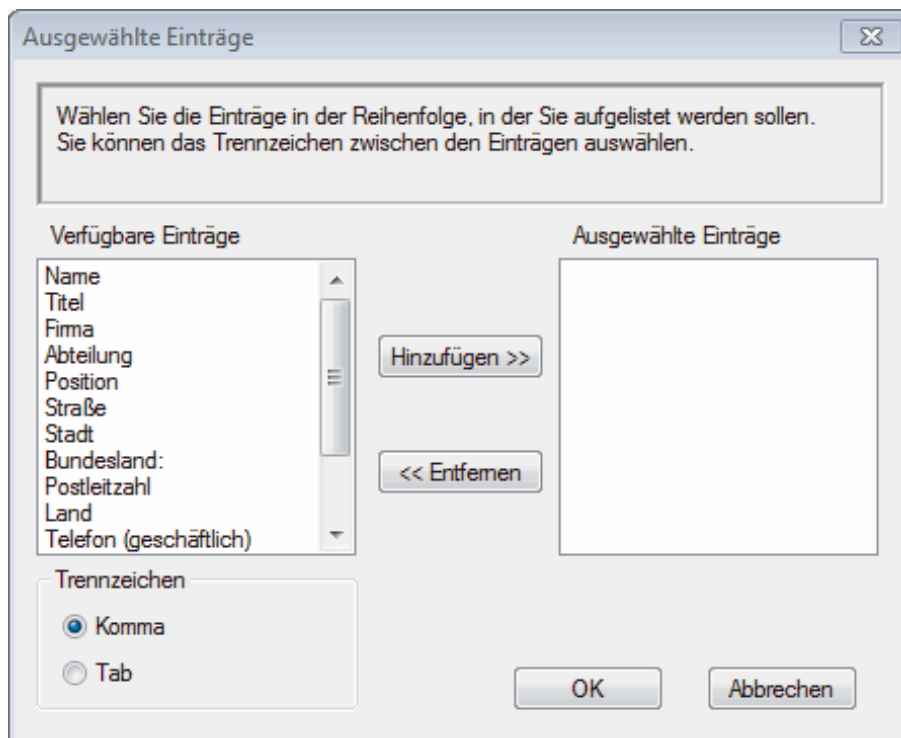 Ausgewählte Einträge
Wählen Sie die Einträge in der Reihenfolge, in der Sie aufgelistet werden sollen.
Sie können das Trennzeichen zwischen den Einträgen auswählen.
Verfügbare Einträge
Name
Titel
Firma
Abteilung
Position
Straße
Stadt
Bundesland:
Postleitzahl
Land
Telefon (geschäftlich)
Hinzufügen >>
<< Entfernen
Ausgewählte Einträge
Trennzeichen
Komma
Tab
OK
Abbrechen